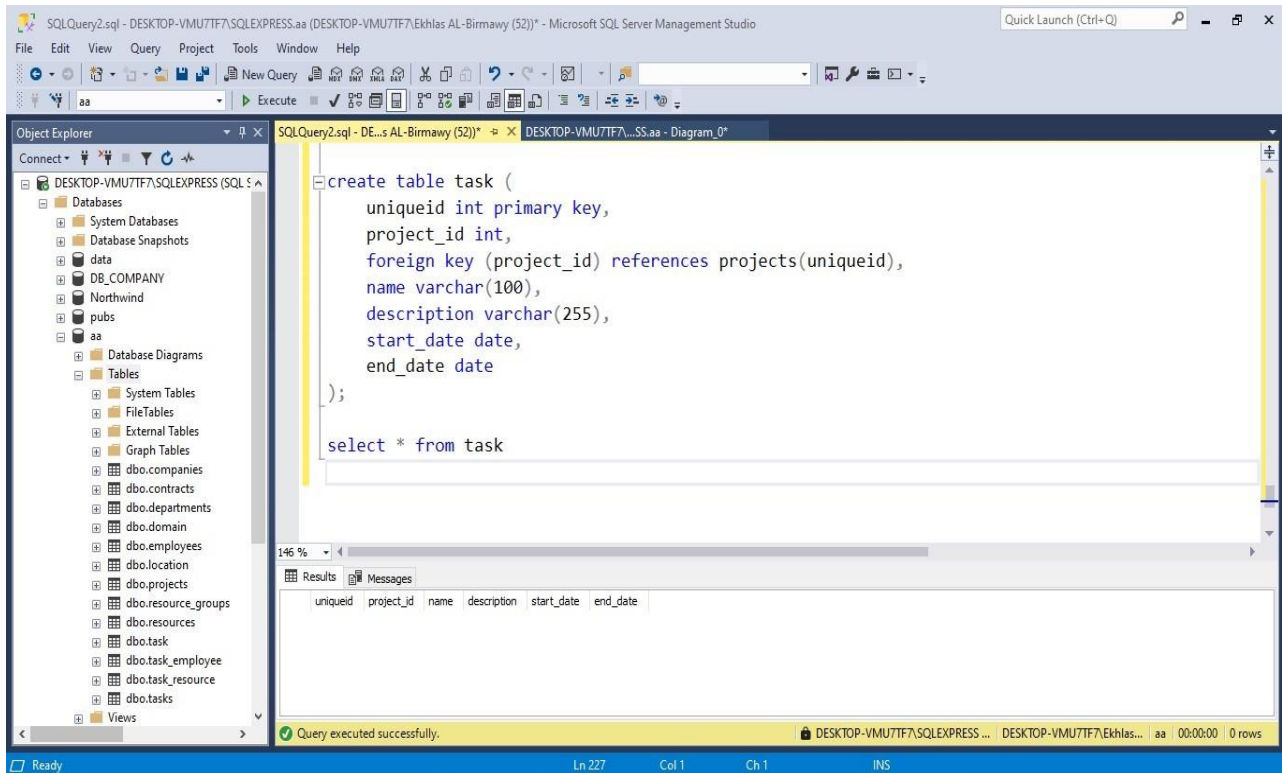 SQLQuery2.sql - DESKTOP-VMU7TF7\SQLEXPRESS.aa (DESKTOP-VMU7TF7\Ekhlas AL-Birmawy (52))* - Microsoft SQL Server Management Studio
Quick Launch (Ctrl+Q)
File Edit View Query Project Tools Window Help
New Query
aa
Execute
Object Explorer
SQLQuery2.sql - DE...s AL-Birmawy (52))*
DESKTOP-VMU7TF7\...SS.aa - Diagram_0*
Connect
DESKTOP-VMU7TF7\SQLEXPRESS (SQL S
Databases
System Databases
Database Snapshots
data
DB_COMPANY
Northwind
pubs
aa
Database Diagrams
Tables
System Tables
FileTables
External Tables
Graph Tables
dbo.companies
dbo.contracts
dbo.departments
dbo.domain
dbo.employees
dbo.location
dbo.projects
dbo.resource_groups
dbo.resources
dbo.task
dbo.task_employee
dbo.task_resource
dbo.tasks
Views
create table task (
uniqueid int primary key,
project_id int,
foreign key (project_id) references projects(uniqueid),
name varchar(100),
description varchar(255),
start_date date,
end_date date
);
select * from task
146 %
Results Messages
uniqueid project_id name description start_date end_date
Query executed successfully.
DESKTOP-VMU7TF7\SQLEXPRESS ... DESKTOP-VMU7TF7\Ekhlas... aa 00:00:00 0 rows
Ready Ln 227 Col 1 Ch 1 INS